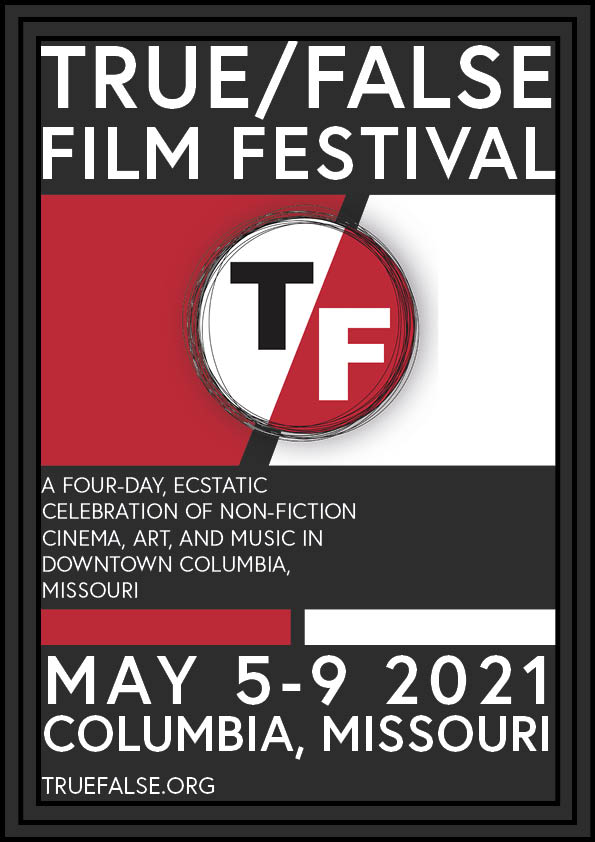 TRUE/FALSE
FILM FESTIVAL
T
F
A FOUR-DAY, ECSTATIC
CELEBRATION OF NON-FICTION
CINEMA, ART, AND MUSIC IN
DOWNTOWN COLUMBIA,
MISSOURI
MAY 5-9 2021
COLUMBIA, MISSOURI
TRUEFALSE.ORG